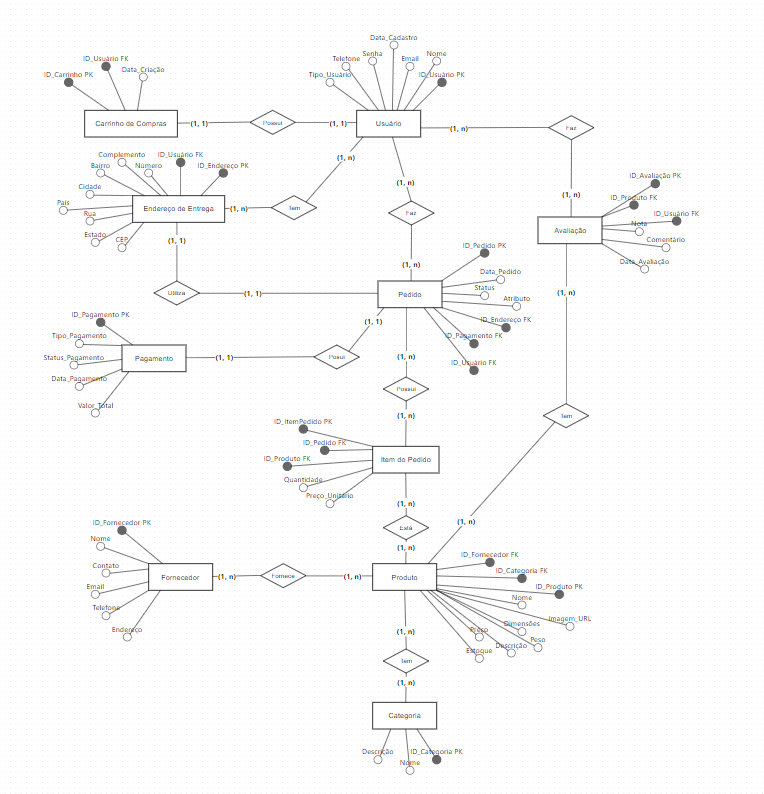 Data_Cadastro
Telefone
Senha
Email
Nome
Tipo_Usuário
ID_Usuário PK
ID_Usuário FK
ID_Carrinho PK
Data_Criação
Carrinho de Compras
(1, 1)
Possui
(1, 1)
Usuário
(1, n)
Faz
(1, n)
(1, n)
Tem
(1, n)
Complemento
ID_Usuário FK
Bairro
Número
ID_Endereço PK
Cidade
País
Rua
Estado
CEP
Endereço de Entrega
(1, n)
Faz
(1, n)
(1, n)
ID_Avaliação PK
ID_Produto FK
ID_Usuário FK
Nota
Comentário
Data_Avaliação
Avaliação
(1, n)
(1, 1)
Utiliza
(1, 1)
Pedido
ID_Pedido PK
Data_Pedido
Status
Atributo
ID_Endereço FK
ID_Pagamento FK
ID_Usuário FK
(1, 1)
ID_Pagamento PK
Tipo_Pagamento
Status_Pagamento
Data_Pagamento
Valor_Total
Pagamento
(1, 1)
Possui
(1, n)
Possui
(1, n)
Tem
(1, n)
ID_ItemPedido PK
ID_Pedido FK
ID_Produto FK
Quantidade
Preço_Unitário
Item do Pedido
(1, n)
Está
(1, n)
ID_Fornecedor PK
Nome
Contato
Email
Telefone
Endereço
Fornecedor
(1, n)
Fornece
(1, n)
Produto
ID_Fornecedor FK
ID_Categoria FK
ID_Produto PK
Nome
Imagem_URL
Dimensões
Preço
Peso
Descrição
Estoque
(1, n)
Tem
(1, n)
Categoria
Descrição
ID_Categoria PK
Nome